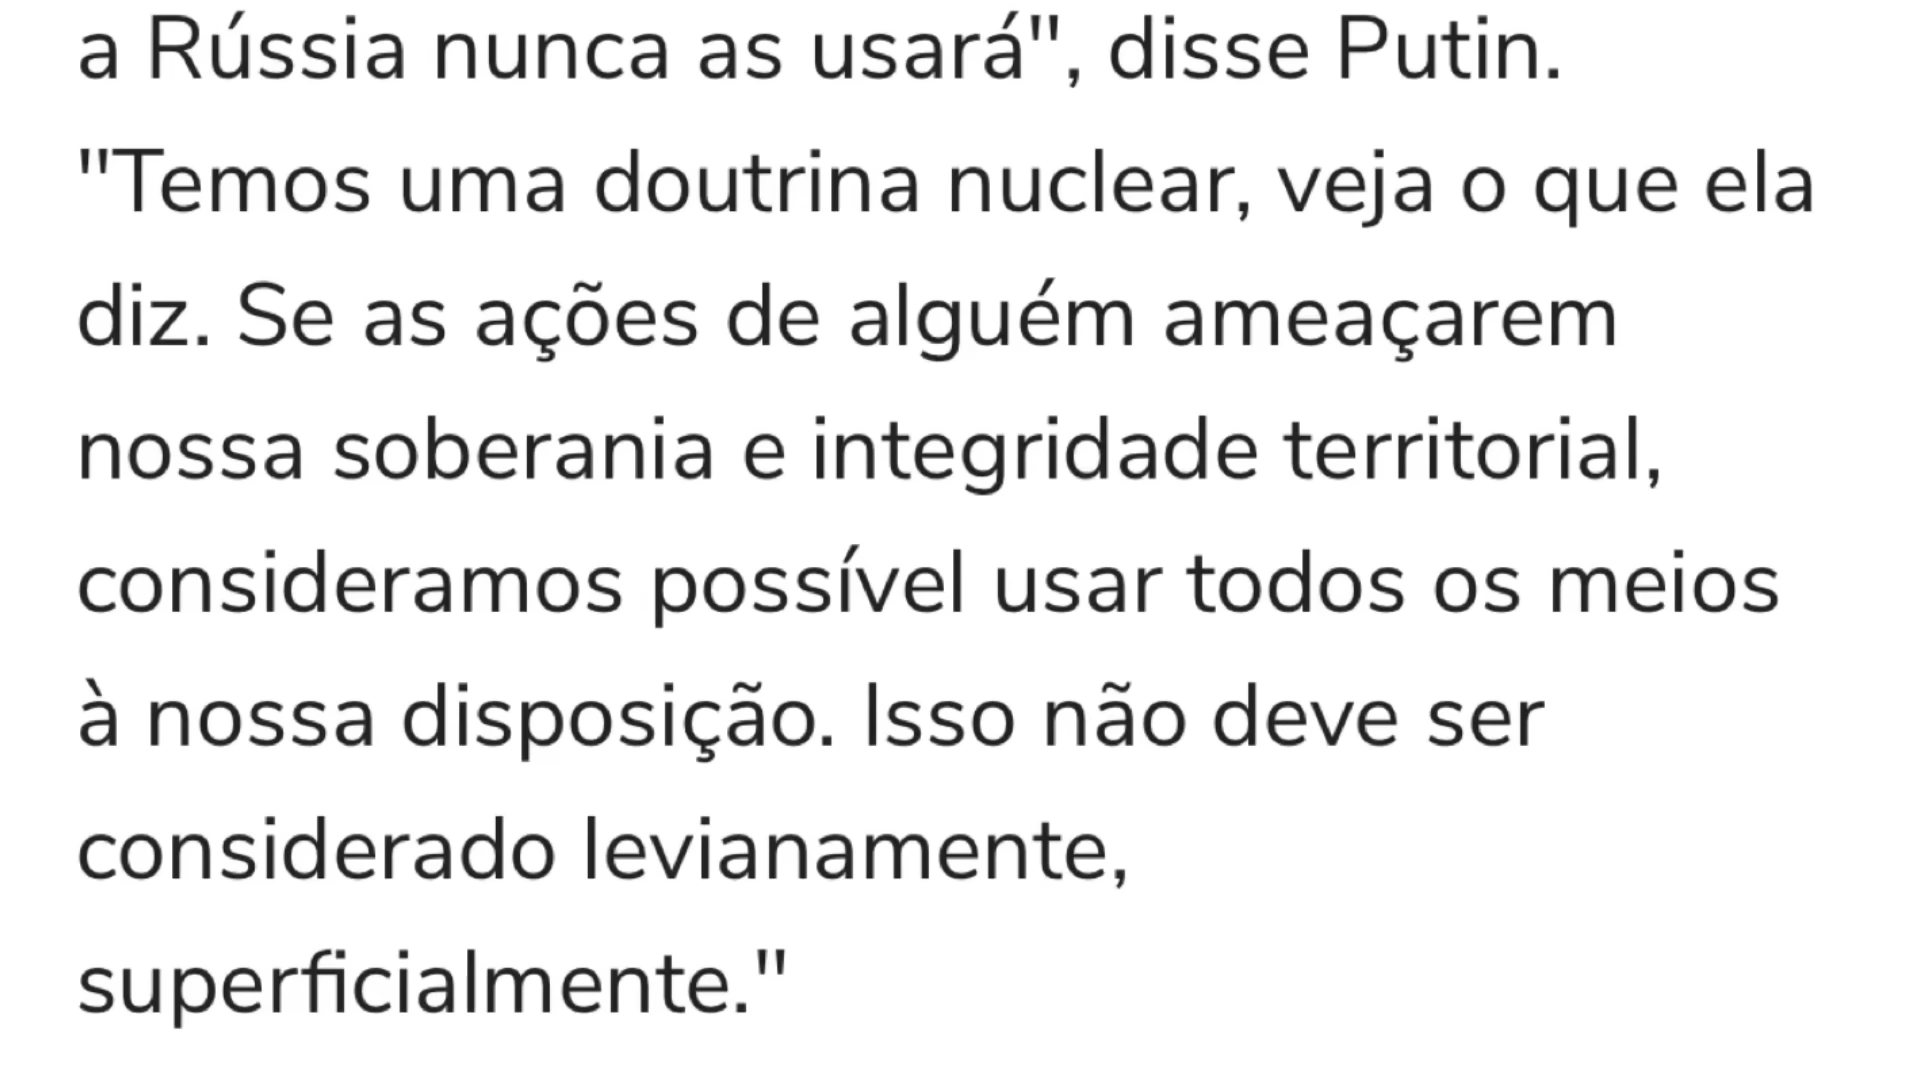 a Rússia nunca as usará", disse Putin.
"Temos uma doutrina nuclear, veja o que ela
diz. Se as ações de alguém ameaçarem
nossa soberania e integridade territorial,
consideramos possível usar todos os meios
à nossa disposição. Isso não deve ser
considerado levianamente,
superficialmente."